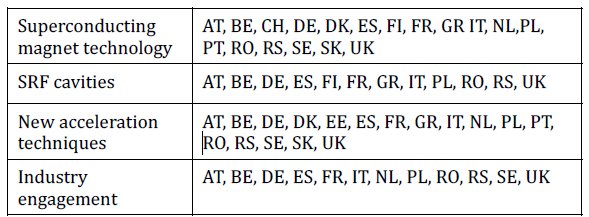 Superconducting
magnet technology
AT, BE, CH, DE, DK, ES, FI, FR, GR IT, NL,PL,
PT, RO, RS, SE, SK, UK
SRF cavities
AT, BE, DE, ES, FI, FR, GR, IT, PL, RO, RS, UK
New acceleration
techniques
AT, BE, DE, DK, EE, ES, FR, GR, IT, NL, PL, PT,
RO, RS, SE, SK, UK
Industry
engagement
AT, BE, DE, ES, FR, IT, NL, PL, RO, RS, SE, UK